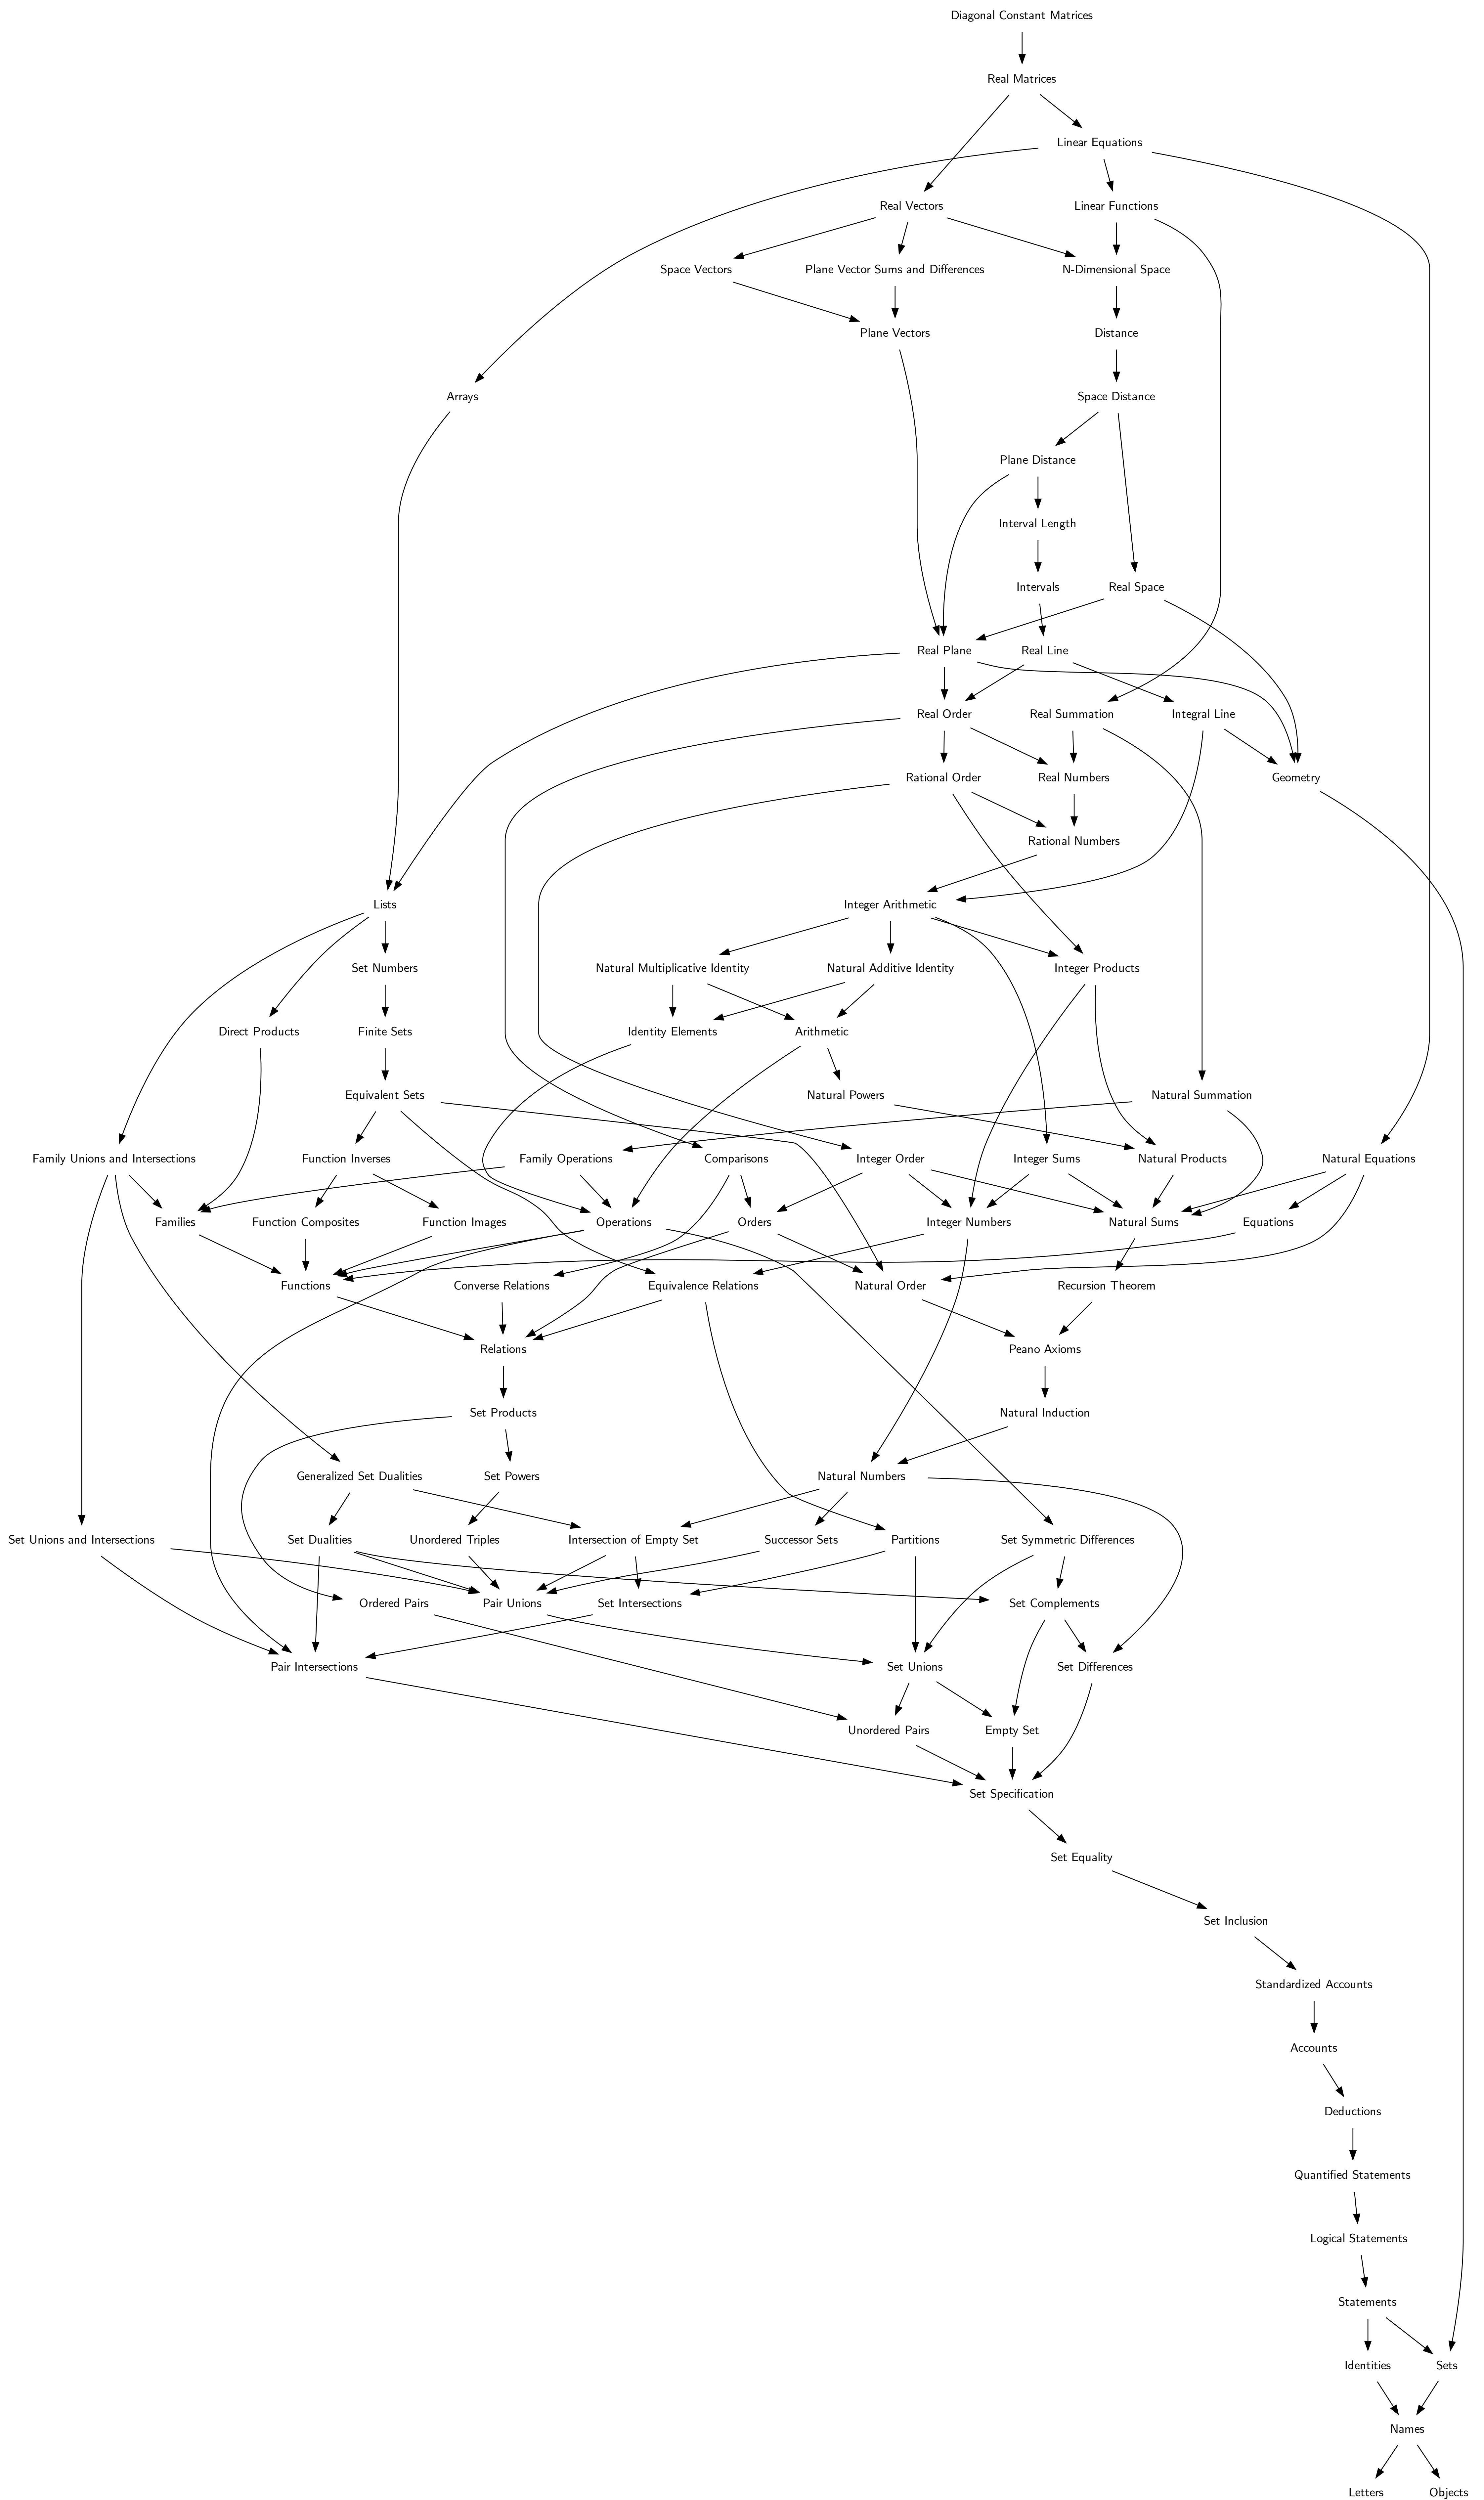 Diagonal Constant Matrices
Real Matrices
Linear Equations
Real Vectors
Linear Functions
Space Vectors
Plane Vector Sums and Differences
N-Dimensional Space
Plane Vectors
Distance
Arrays
Space Distance
Plane Distance
Interval Length
Intervals
Real Space
Real Plane
Real Line
Real Order
Real Summation
Integral Line
Rational Order
Real Numbers
Geometry
Rational Numbers
Lists
Integer Arithmetic
Set Numbers
Natural Multiplicative Identity
Natural Additive Identity
Integer Products
Direct Products
Finite Sets
Identity Elements
Arithmetic
Equivalent Sets
Natural Powers
Natural Summation
Family Unions and Intersections
Function Inverses
Family Operations
Comparisons
Integer Order
Integer Sums
Natural Products
Natural Equations
Families
Function Composites
Function Images
Operations
Orders
Integer Numbers
Natural Sums
Equations
Functions
Converse Relations
Equivalence Relations
Natural Order
Recursion Theorem
Relations
Peano Axioms
Set Products
Natural Induction
Generalized Set Dualities
Set Powers
Natural Numbers
Set Unions and Intersections
Set Dualities
Unordered Triples
Intersection of Empty Set
Successor Sets
Partitions
Set Symmetric Differences
Ordered Pairs
Pair Unions
Set Intersections
Set Complements
Pair Intersections
Set Unions
Set Differences
Unordered Pairs
Empty Set
Set Specification
Set Equality
Set Inclusion
Standardized Accounts
Accounts
Deductions
Quantified Statements
Logical Statements
Statements
Identities
Sets
Names
Letters
Objects